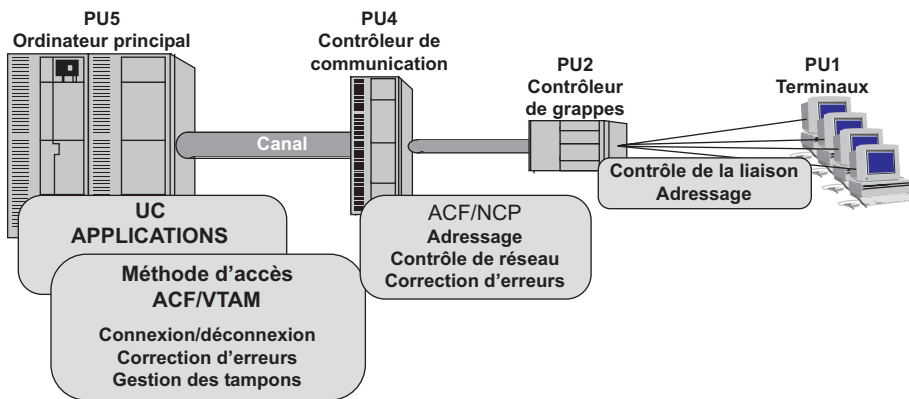 PU5
Ordinateur principal
PU4
Contrôleur de
communication
PU2
Contrôleur
de grappes
PU1
Terminaux
Canal
Contrôle de la liaison
Adressage
UC
APPLICATIONS
ACF/NCP
Adressage
Contrôle de réseau
Correction d'erreurs
Méthode d'accès
ACF/VTAM
Connexion/déconnexion
Correction d'erreurs
Gestion des tampons